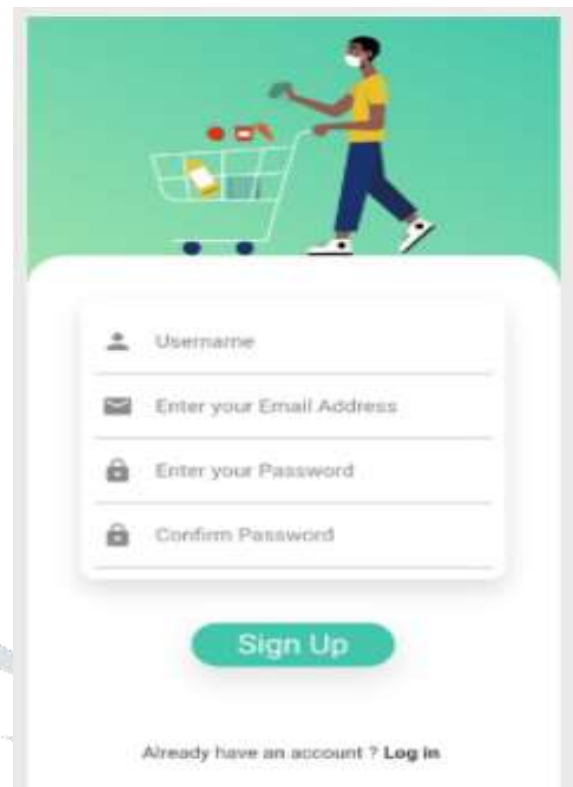 Username
Enter your Email Address
Enter your Password
Confirm Password
Sign Up
Already have an account ? Log in